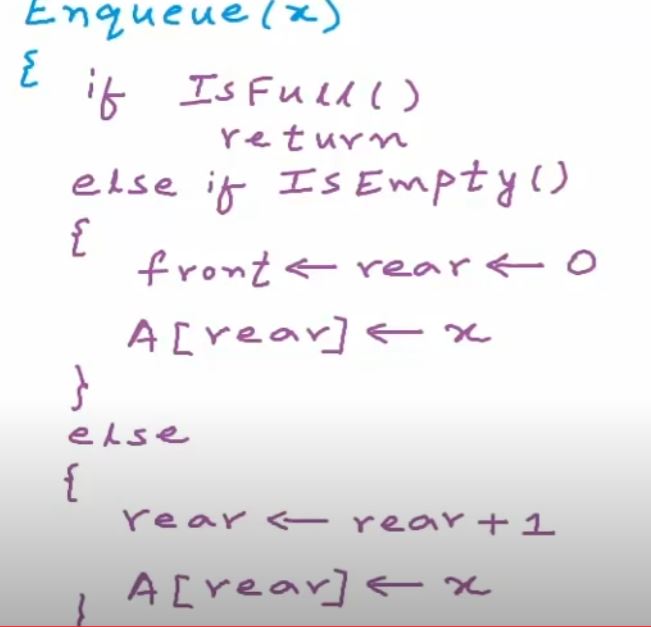 Enqueue(x)
{ if IsFull()
return
else if IsEmpty()
{
front ← rear ← 0
A[rear] ← x
}
else
{
rear ← rear + 1
A[rear] ← x
}